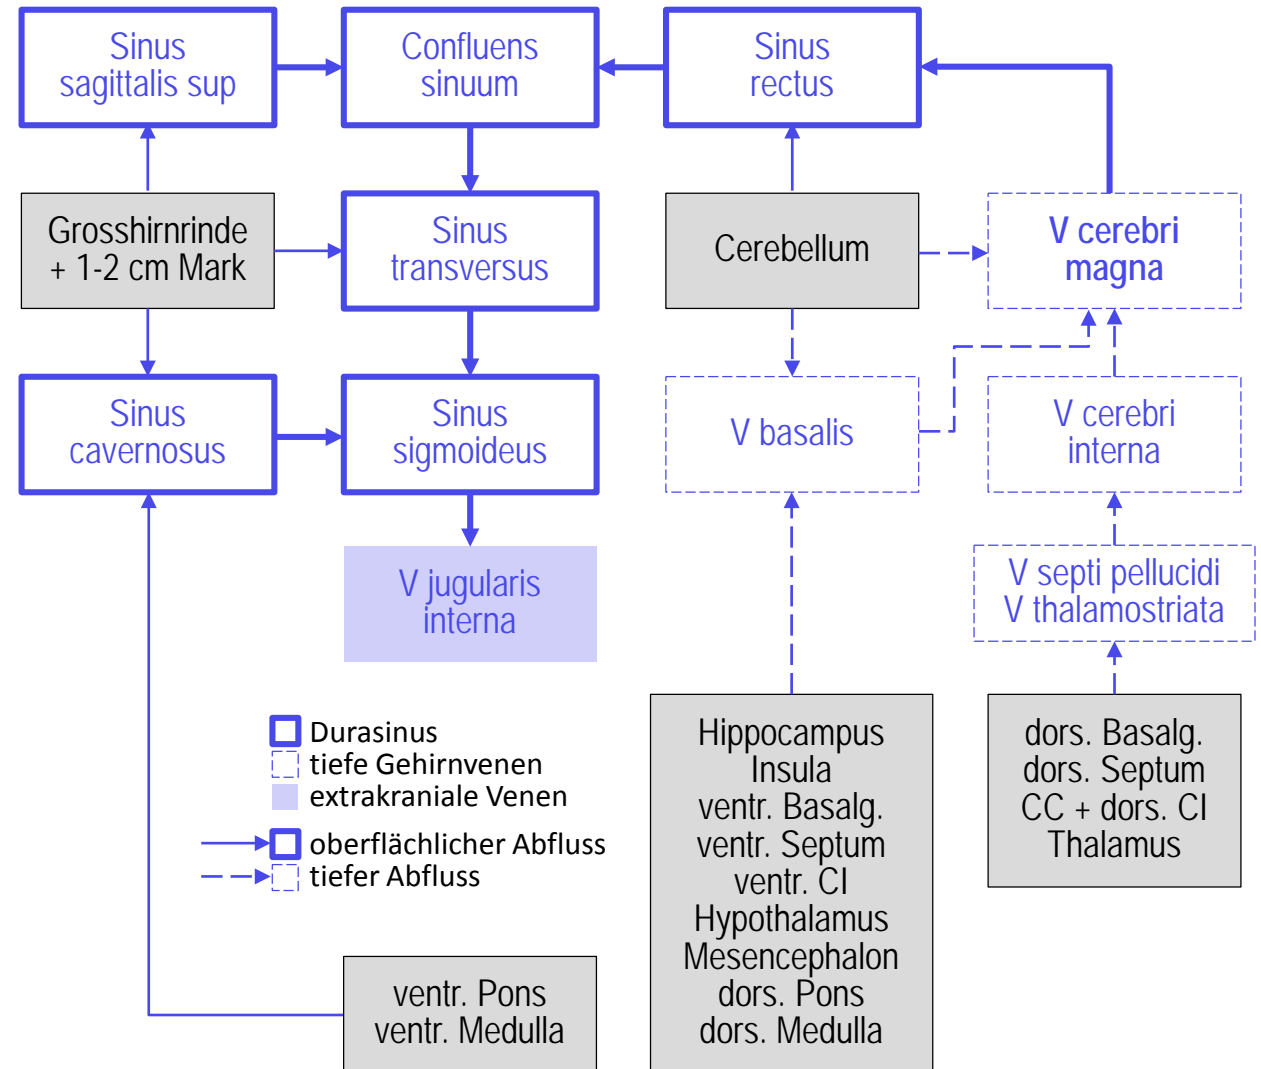 Sinus
sagittalis sup
Confluens
sinuum
Sinus
rectus
Grosshirnrinde
+ 1-2 cm Mark
Sinus
transversus
Cerebellum
V cerebri
magna
Sinus
cavernosus
Sinus
sigmoideus
V basalis
V cerebri
interna
V jugularis
interna
V septi pellucidi
V thalamostriata
Durasinus
tiefe Gehirnvenen
extrakraniale Venen
oberflächlicher Abfluss
tiefer Abfluss
Hippocampus
Insula
ventr. Basalg.
ventr. Septum
ventr. CI
Hypothalamus
Mesencephalon
dors. Pons
dors. Medulla
dors. Basalg.
dors. Septum
CC + dors. CI
Thalamus
ventr. Pons
ventr. Medulla